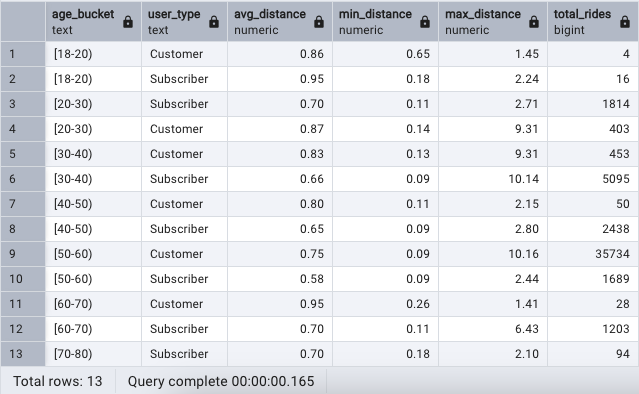 age_bucket user_type avg_distance min_distance max_distance total_rides
text text numeric numeric numeric bigint
1 [18-20) Customer 0.86 0.65 1.45 4
2 [18-20) Subscriber 0.95 0.18 2.24 16
3 [20-30) Subscriber 0.70 0.11 2.71 1814
4 [20-30) Customer 0.87 0.14 9.31 403
5 [30-40) Customer 0.83 0.13 9.31 453
6 [30-40) Subscriber 0.66 0.09 10.14 5095
7 [40-50) Customer 0.80 0.11 2.15 50
8 [40-50) Subscriber 0.65 0.09 2.80 2438
9 [50-60) Customer 0.75 0.09 10.16 35734
10 [50-60) Subscriber 0.58 0.09 2.44 1689
11 [60-70) Customer 0.95 0.26 1.41 28
12 [60-70) Subscriber 0.70 0.11 6.43 1203
13 [70-80) Subscriber 0.70 0.18 2.10 94
Total rows: 13 Query complete 00:00:00.165